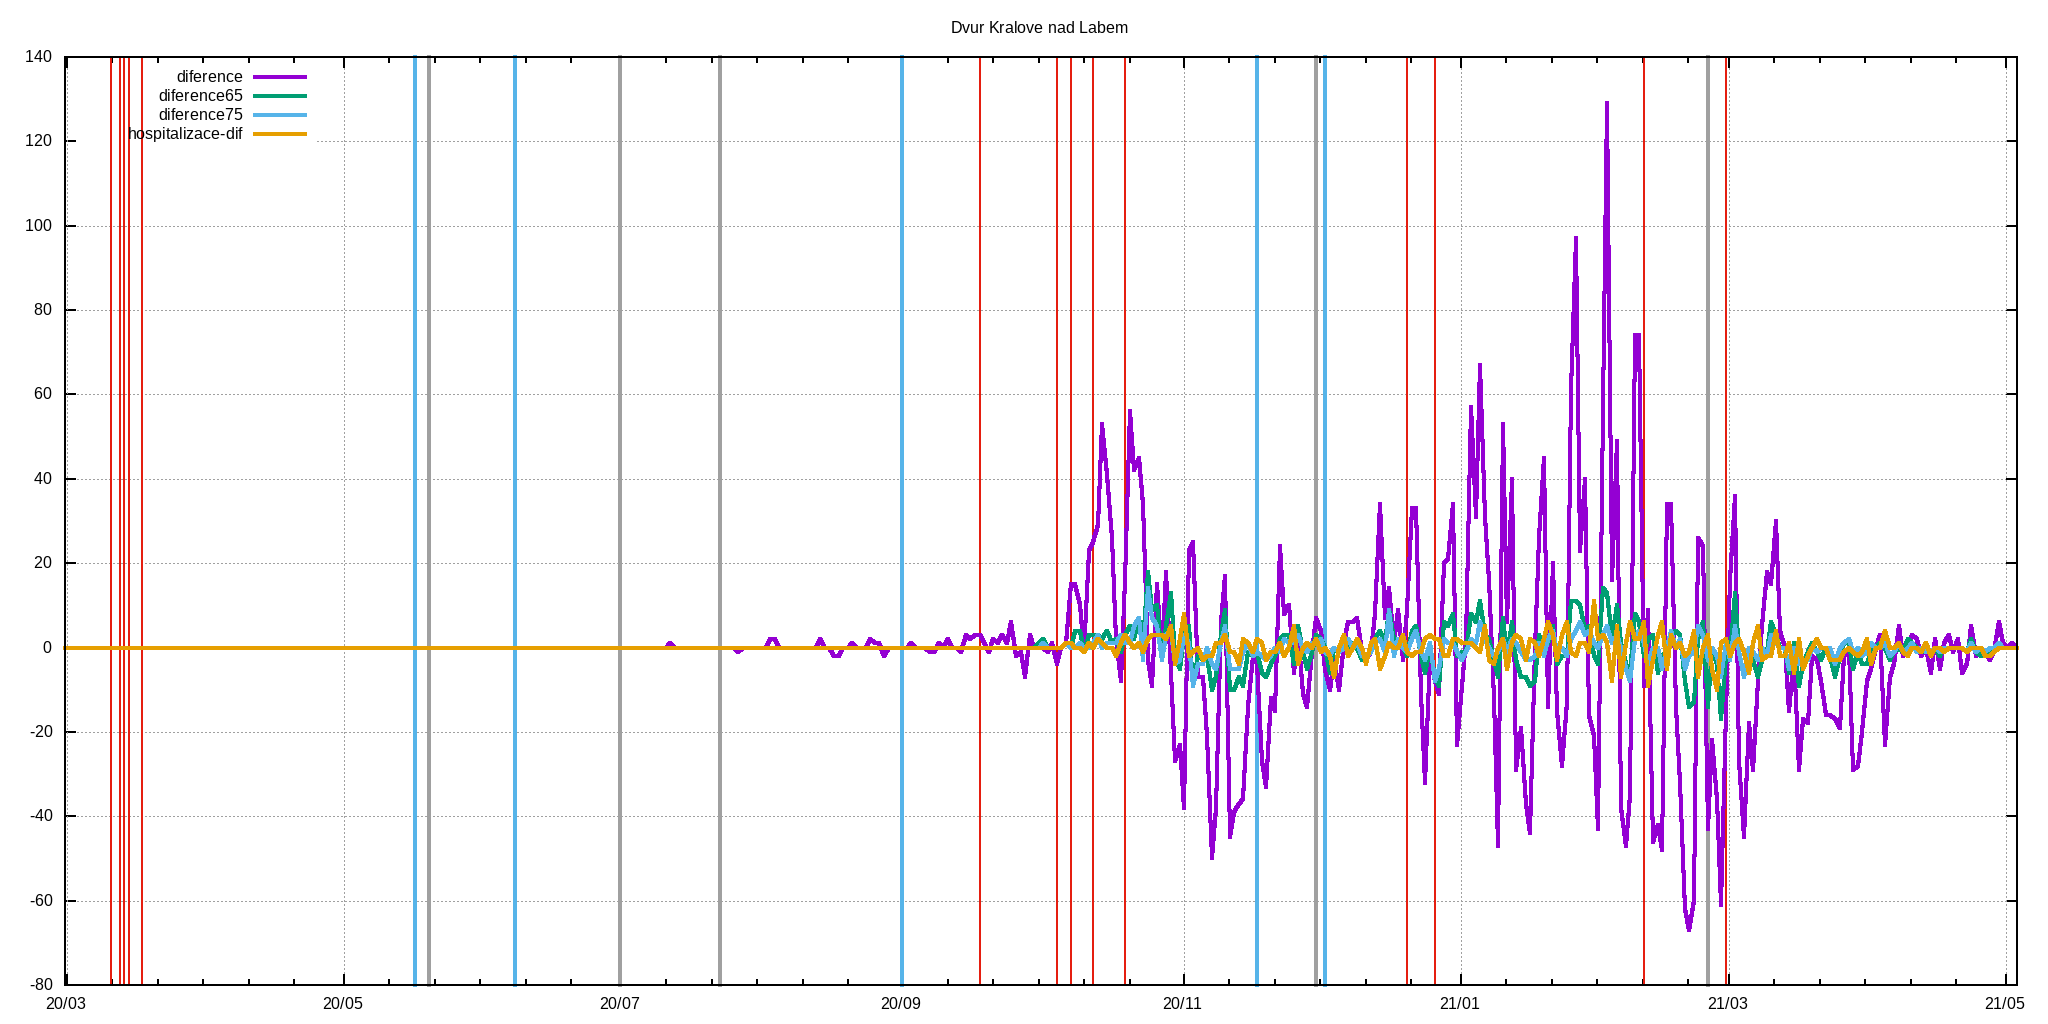 Dvur Kralove nad Labem
140
120
100
80
60
40
20
0
-20
-40
-60
-80
diference
diference65
diference75
hospitalizace-dif
20/03 20/05 20/07 20/09 20/11 21/01 21/03 21/05